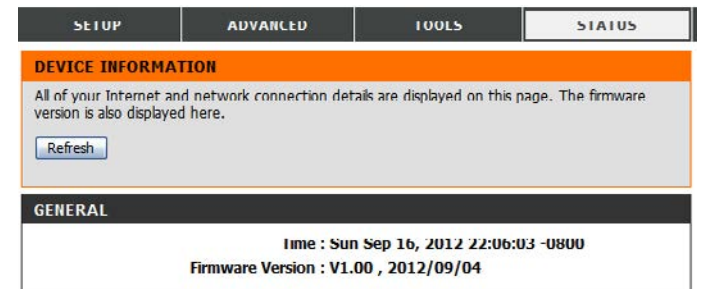 SETUP ADVANCED TOOLS STATUS
DEVICE INFORMATION
All of your Internet and network connection details are displayed on this page. The firmware
version is also displayed here.
Refresh
GENERAL
Time : Sun Sep 16, 2012 22:06:03 -0800
Firmware Version : V1.00 , 2012/09/04